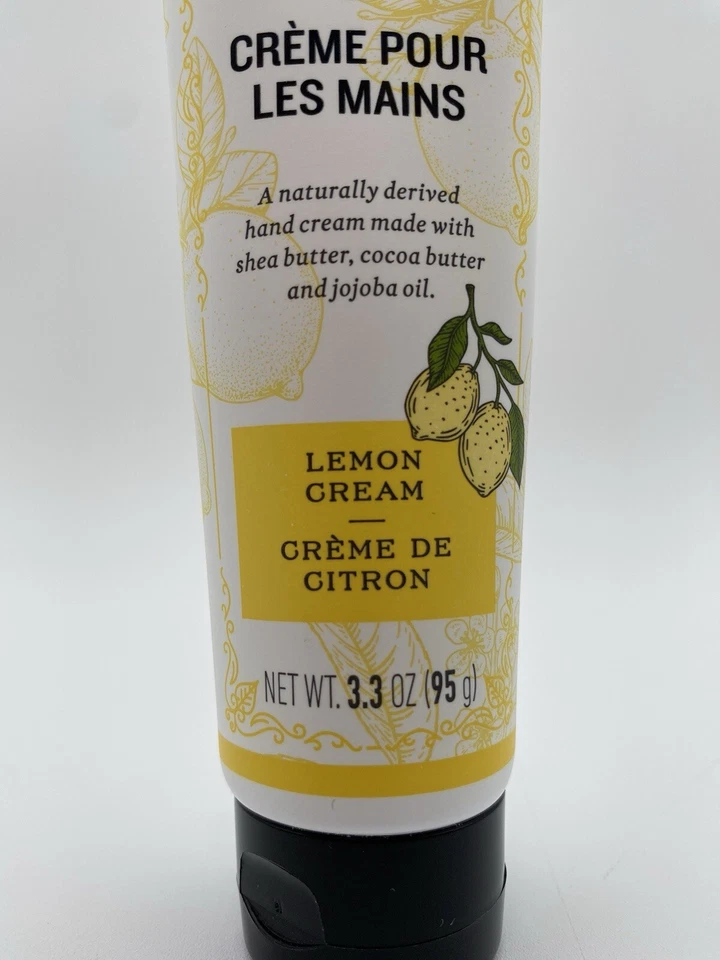 CRÈME POUR
LES MAINS
A naturally derived
hand cream made with
shea butter, cocoa butter
and jojoba oil.
LEMON
CREAM
CRÈME DE
CITRON
NET WT. 3.3 OZ (95 g)